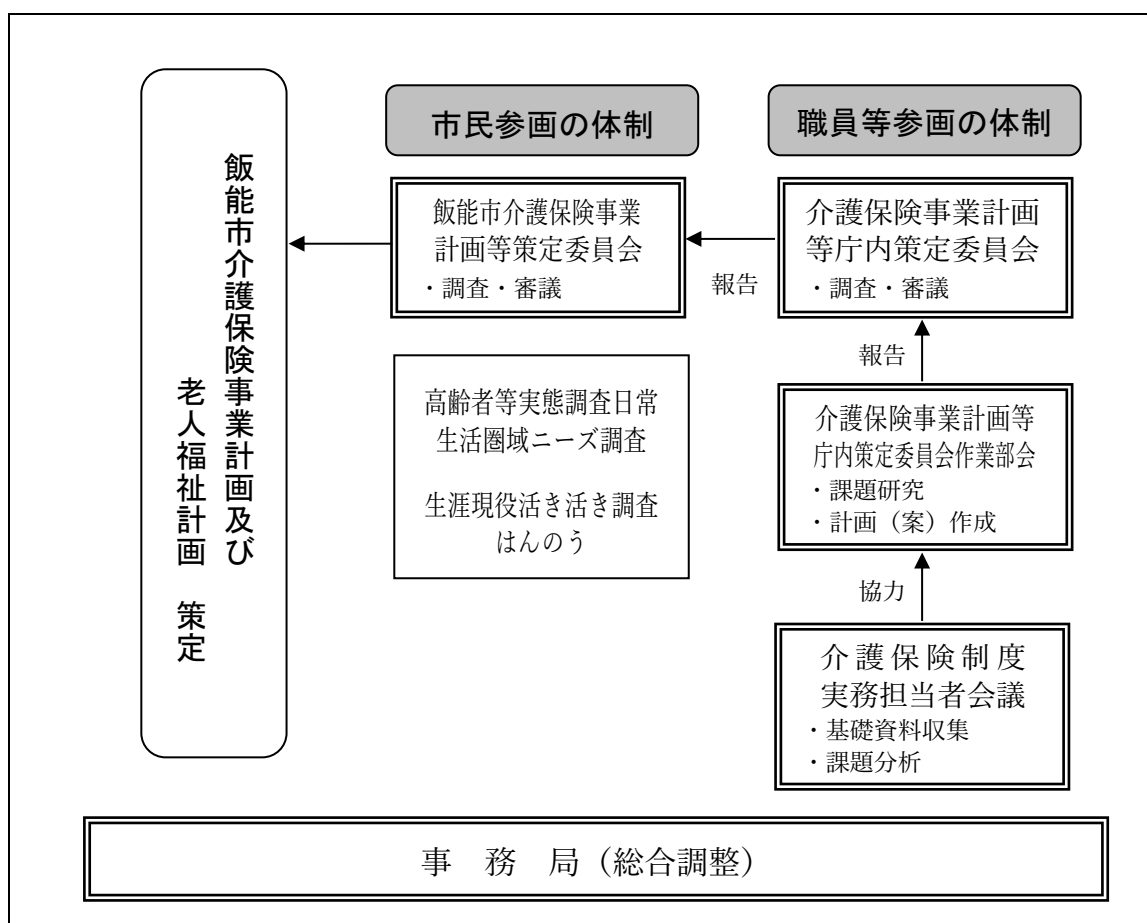 飯能市介護保険事業計画及び
老人福祉計画　策定
市民参画の体制
飯能市介護保険事業
計画等策定委員会
・調査・審議
高齢者等実態調査日常
生活圏域ニーズ調査
生涯現役活き活き調査
はんのう
報告
職員等参画の体制
介護保険事業計画
等庁内策定委員会
・調査・審議
報告
介護保険事業計画等
庁内策定委員会作業部会
・課題研究
・計画（案）作成
協力
介護保険制度
実務担当者会議
・基礎資料収集
・課題分析
事　務　局（総合調整）